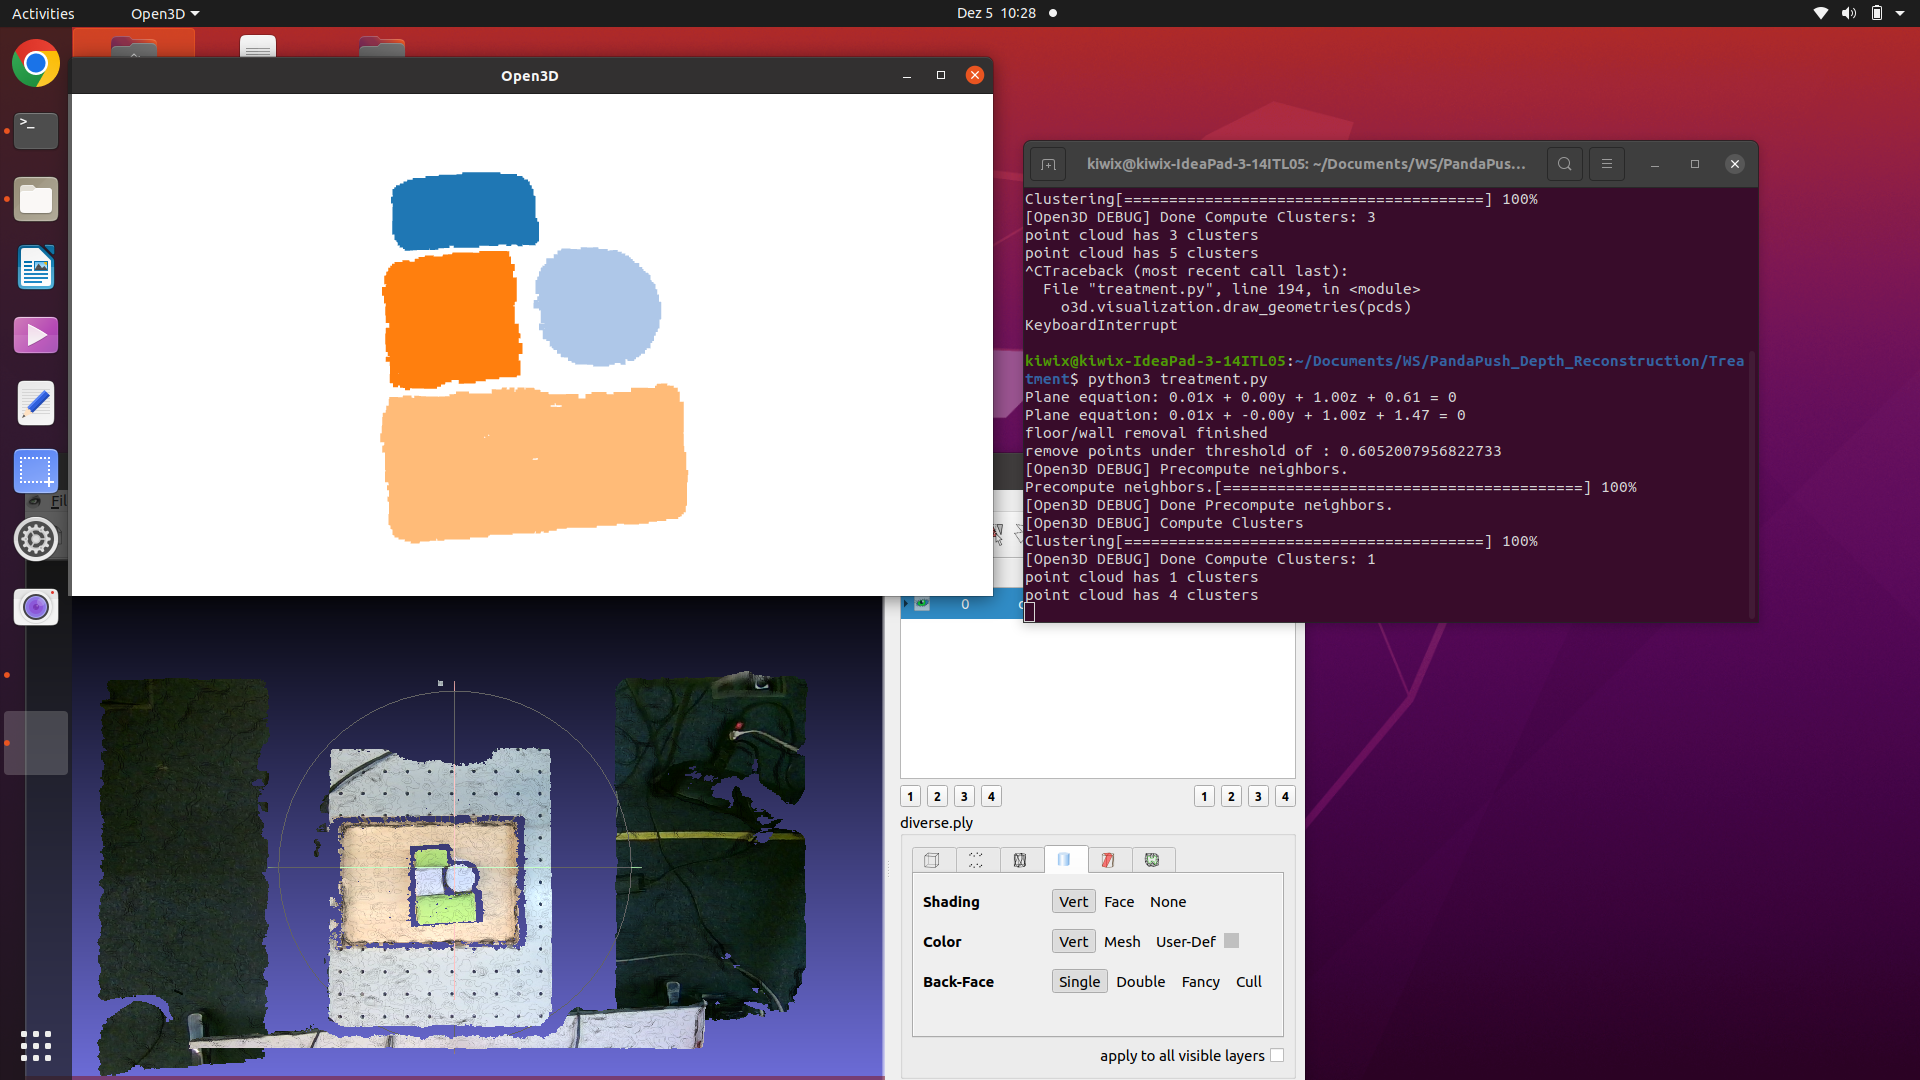 Activities
Open3D
Dez 5 10:28
Open3D
kiwix@kiwix-IdeaPad-3-14ITL05: ~/Documents/WS/PandaPus...
Clustering[========================================] 100%
[Open3D DEBUG] Done Compute Clusters: 3
point cloud has 3 clusters
point cloud has 5 clusters
^CTraceback (most recent call last):
File "treatment.py", line 194, in <module>
o3d.visualization.draw_geometries(pcds)
KeyboardInterrupt
kiwix@kiwix-IdeaPad-3-14ITL05:~/Documents/WS/PandaPush_Depth_Reconstruction/Trea
tment$ python3 treatment.py
Plane equation: 0.01x + 0.00y + 1.00z + 0.61 = 0
Plane equation: 0.01x + -0.00y + 1.00z + 1.47 = 0
floor/wall removal finished
remove points under threshold of : 0.6052007956822733
[Open3D DEBUG] Precompute neighbors.
Precompute neighbors.[========================================] 100%
[Open3D DEBUG] Done Precompute neighbors.
[Open3D DEBUG] Compute Clusters
Clustering[========================================] 100%
[Open3D DEBUG] Done Compute Clusters: 1
point cloud has 1 clusters
point cloud has 4 clusters
Fil
0
1 2 3 4 1 2 3 4
diverse.ply
Shading Vert Face None
Color Vert Mesh User-Def
Back-Face Single Double Fancy Cull
apply to all visible layers